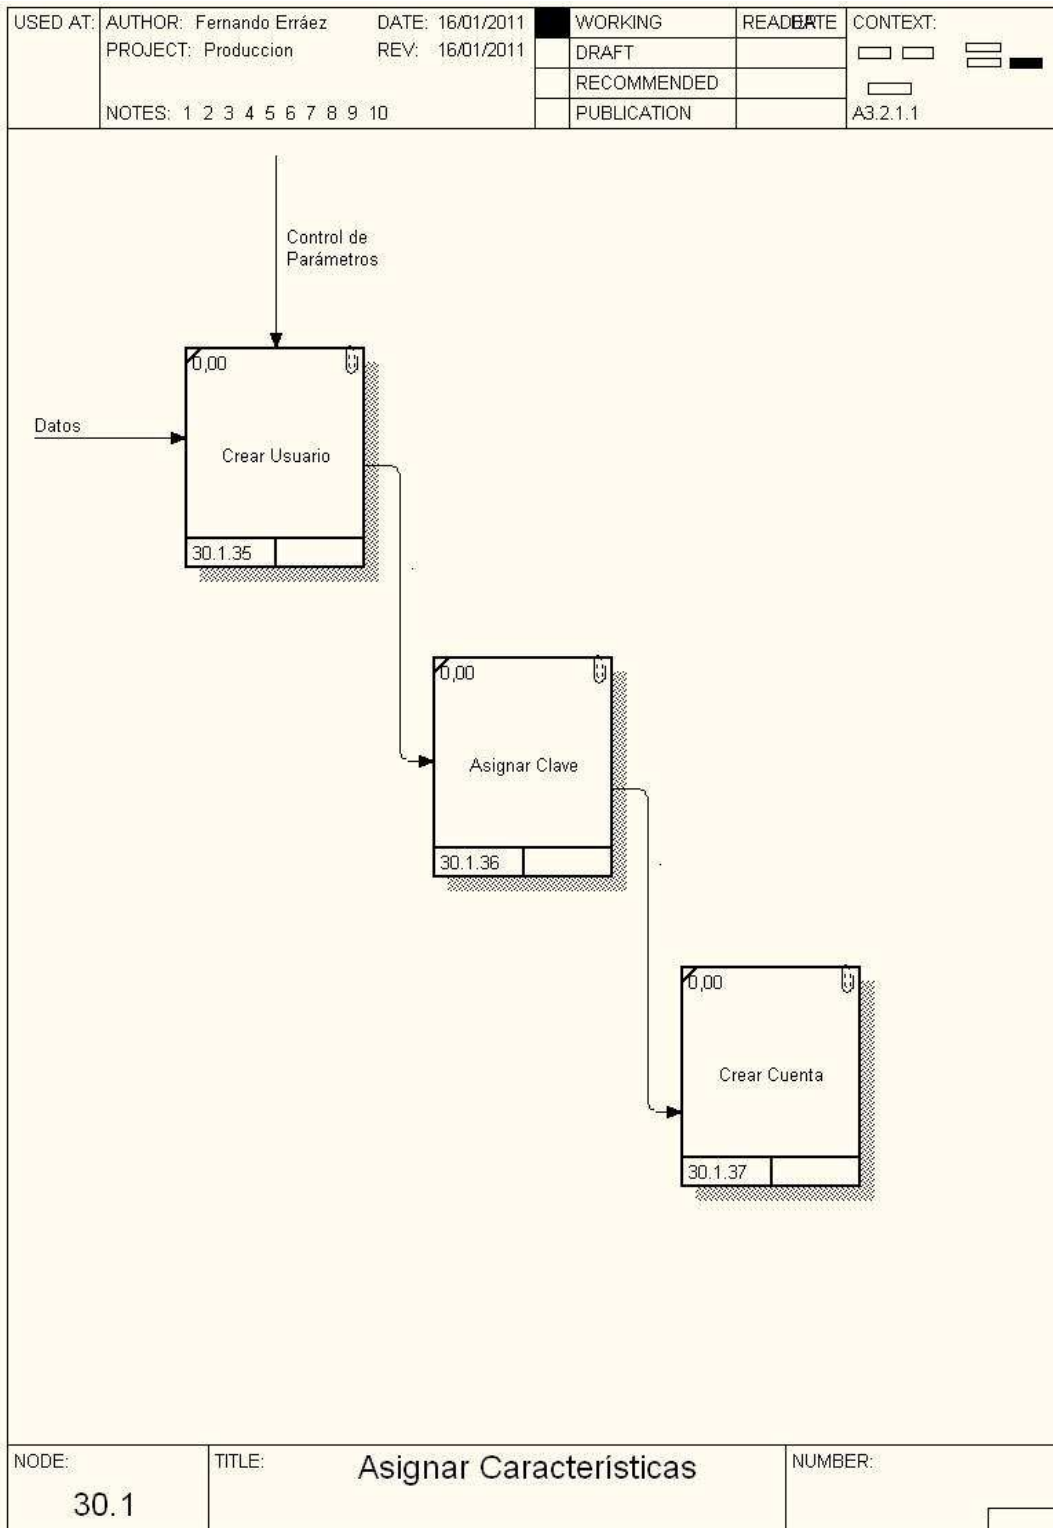 USED AT: AUTHOR: Fernando Erráez DATE: 16/01/2011 WORKING READER DATE CONTEXT:
PROJECT: Produccion REV: 16/01/2011 DRAFT
RECOMMENDED
NOTES: 1 2 3 4 5 6 7 8 9 10 PUBLICATION A3.2.1.1
Control de
Parámetros
0,00
Datos
Crear Usuario
30.1.35
0,00
Asignar Clave
30.1.36
0,00
Crear Cuenta
30.1.37
NODE: TITLE: Asignar Características NUMBER:
30.1